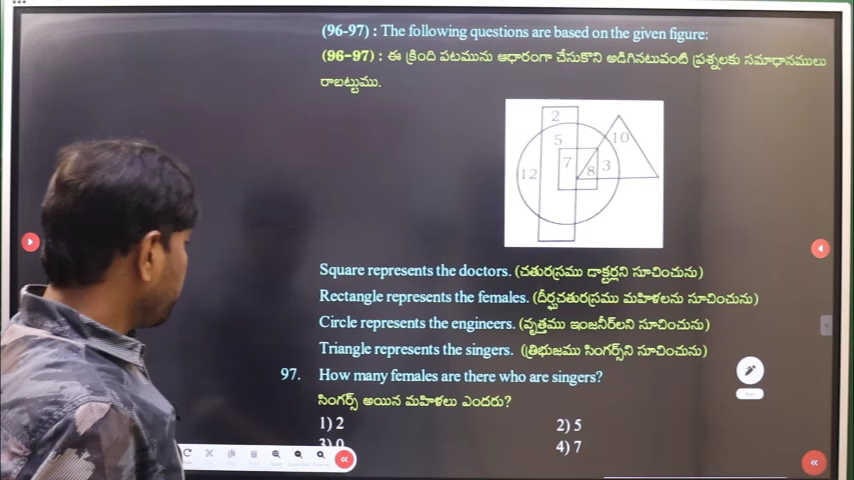 (96-97) : The following questions are based on the given figure:
(96-97) : ఈ క్రింది పటమును ఆధారంగా చేసుకొని అడిగినటువంటి ప్రశ్నలకు సమాధానములు
రాబట్టుము.
2
5
10
12
7
8
3
Square represents the doctors. (చతురస్రము డాక్టర్లని సూచించును)
Rectangle represents the females. (దీర్ఘచతురస్రము మహిళలను సూచించును)
Circle represents the engineers. (వృత్తము ఇంజనీర్‌లని సూచించును)
Triangle represents the singers. (త్రిభుజము సింగర్స్‌ని సూచించును)
97. How many females are there who are singers?
సింగర్స్ అయిన మహిళలు ఎందరు?
1) 2 2) 5
3) 0 4) 7